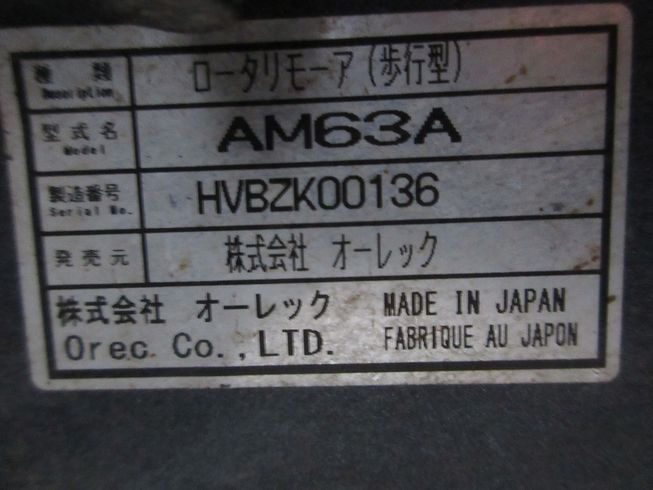 種類 ロータリモーア(歩行型)
Description
型式名 AM63A
Model
製造番号 HVBZK00136
Serial No.
発売元 株式会社 オーレック
株式会社 オーレック MADE IN JAPAN
Orec Co.,LTD. FABRIQUE AU JAPON